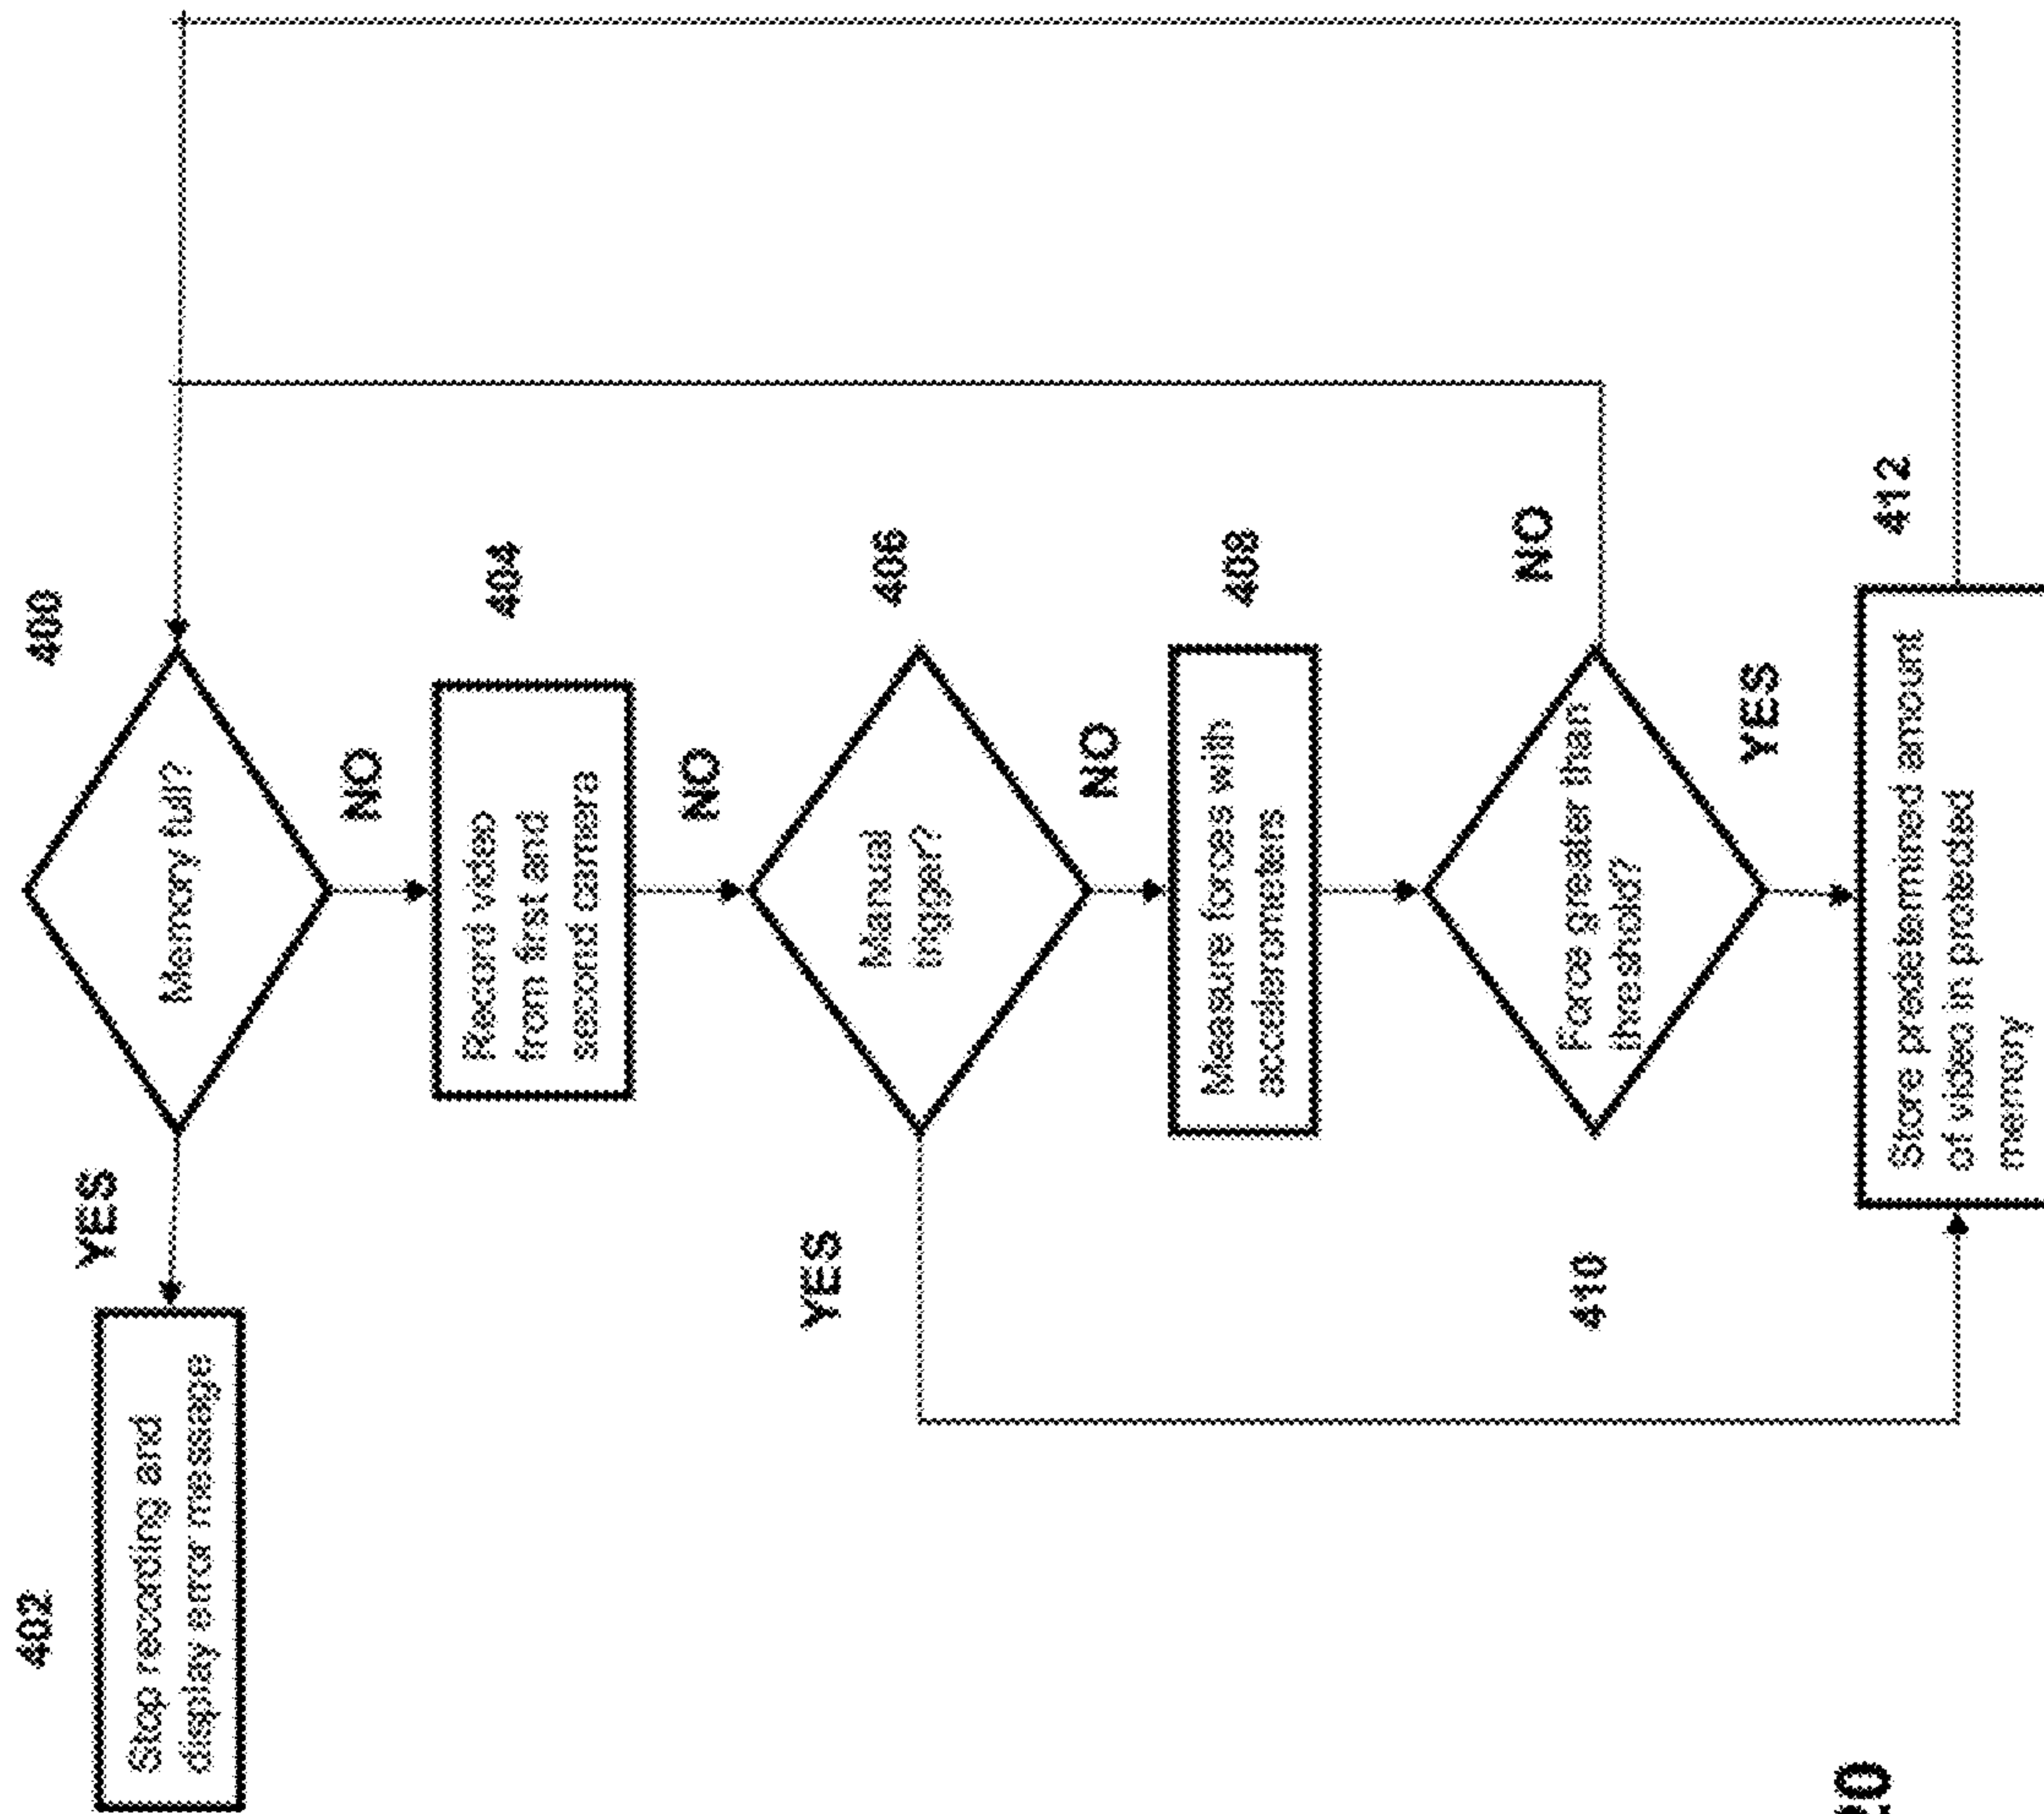 402
Stop recording and
display error message
YES
Memory full?
400
NO
Record video
from first and
second camera
404
NO
Manual
trigger?
406
YES
NO
Measure forces with
accelerometers
408
Force greater than
threshold?
410
NO
YES
Store predetermined amount
of video in protected
memory
412